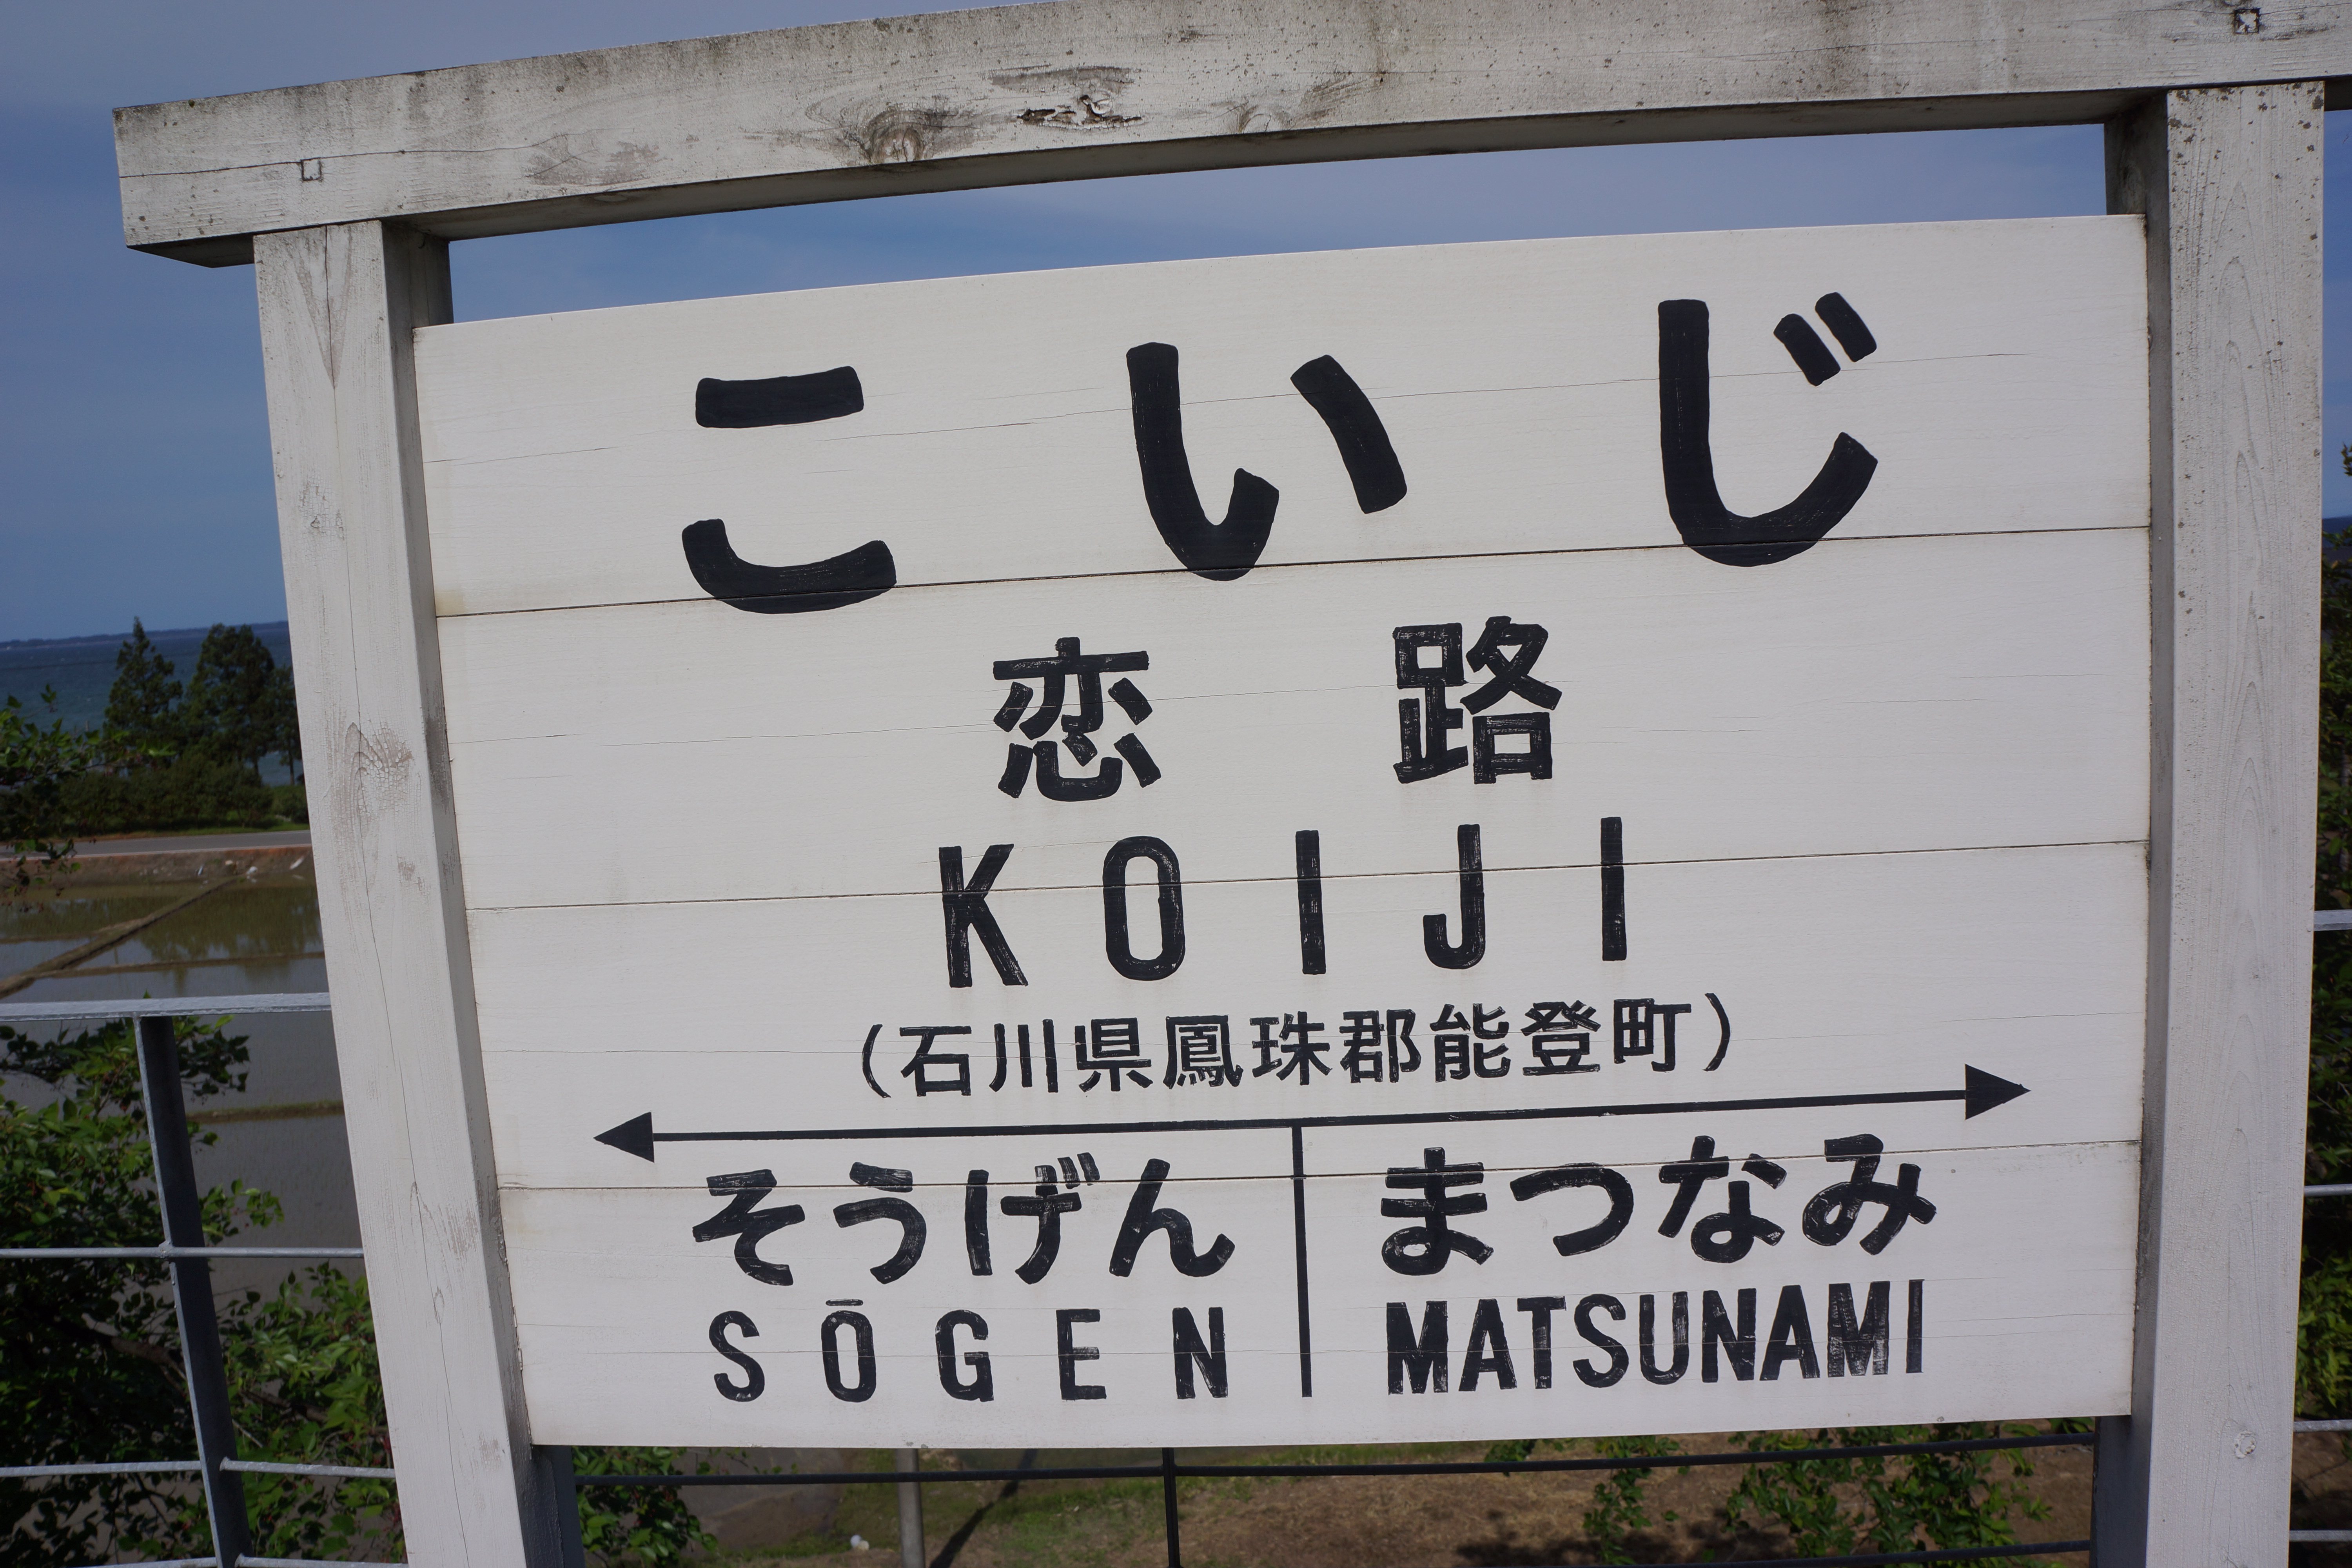 こいじ
恋路
KOIJI
(石川県鳳珠郡能登町)
そうげん まつなみ
SŌGEN MATSUNAMI